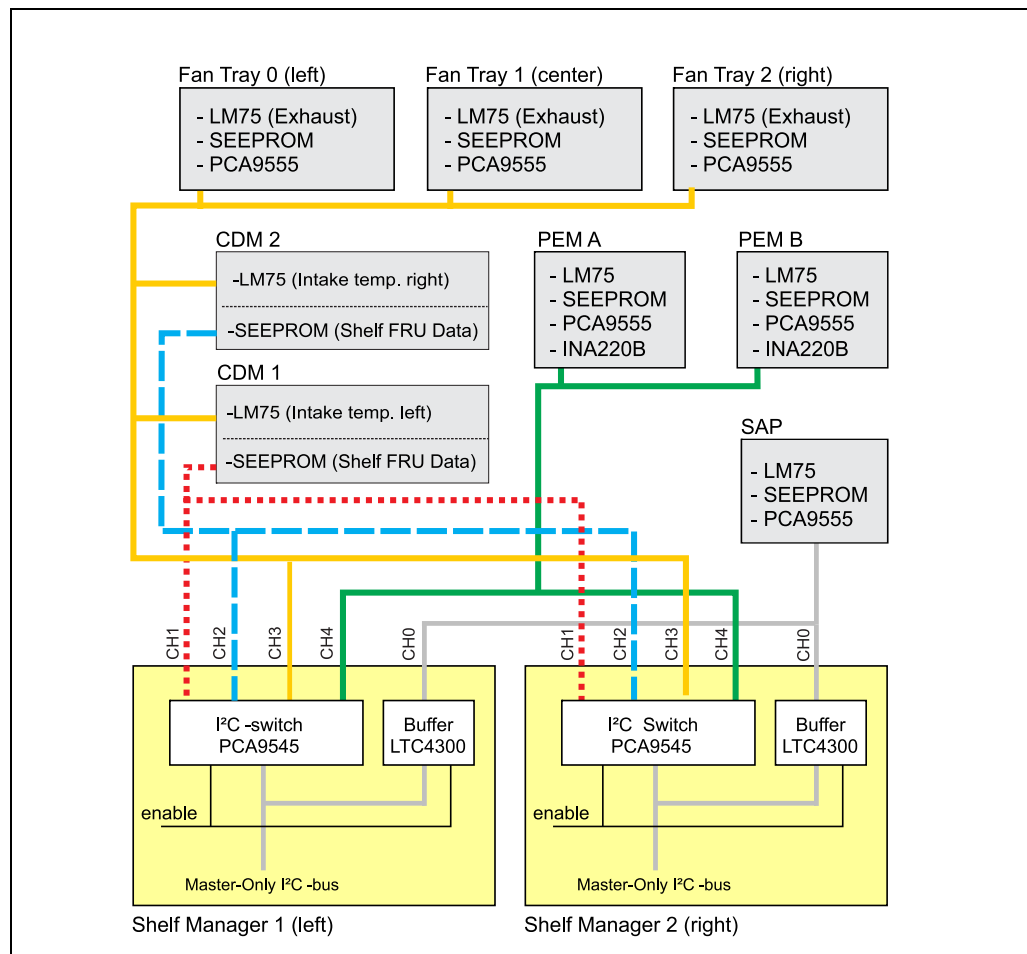 Fan Tray 0 (left)
Fan Tray 1 (center)
Fan Tray 2 (right)
- LM75 (Exhaust)
- SEEPROM
- PCA9555
- LM75 (Exhaust)
- SEEPROM
- PCA9555
- LM75 (Exhaust)
- SEEPROM
- PCA9555
CDM 2
-LM75 (Intake temp. right)
-SEEPROM (Shelf FRU Data)
PEM A
- LM75
- SEEPROM
- PCA9555
- INA220B
PEM B
- LM75
- SEEPROM
- PCA9555
- INA220B
CDM 1
-LM75 (Intake temp. left)
-SEEPROM (Shelf FRU Data)
SAP
- LM75
- SEEPROM
- PCA9555
CH1
CH2
CH3
CH4
CH0
CH1
CH2
CH3
CH4
CH0
I²C -switch
PCA9545
Buffer
LTC4300
enable
Master-Only I²C -bus
Shelf Manager 1 (left)
I²C Switch
PCA9545
Buffer
LTC4300
enable
Master-Only I²C -bus
Shelf Manager 2 (right)